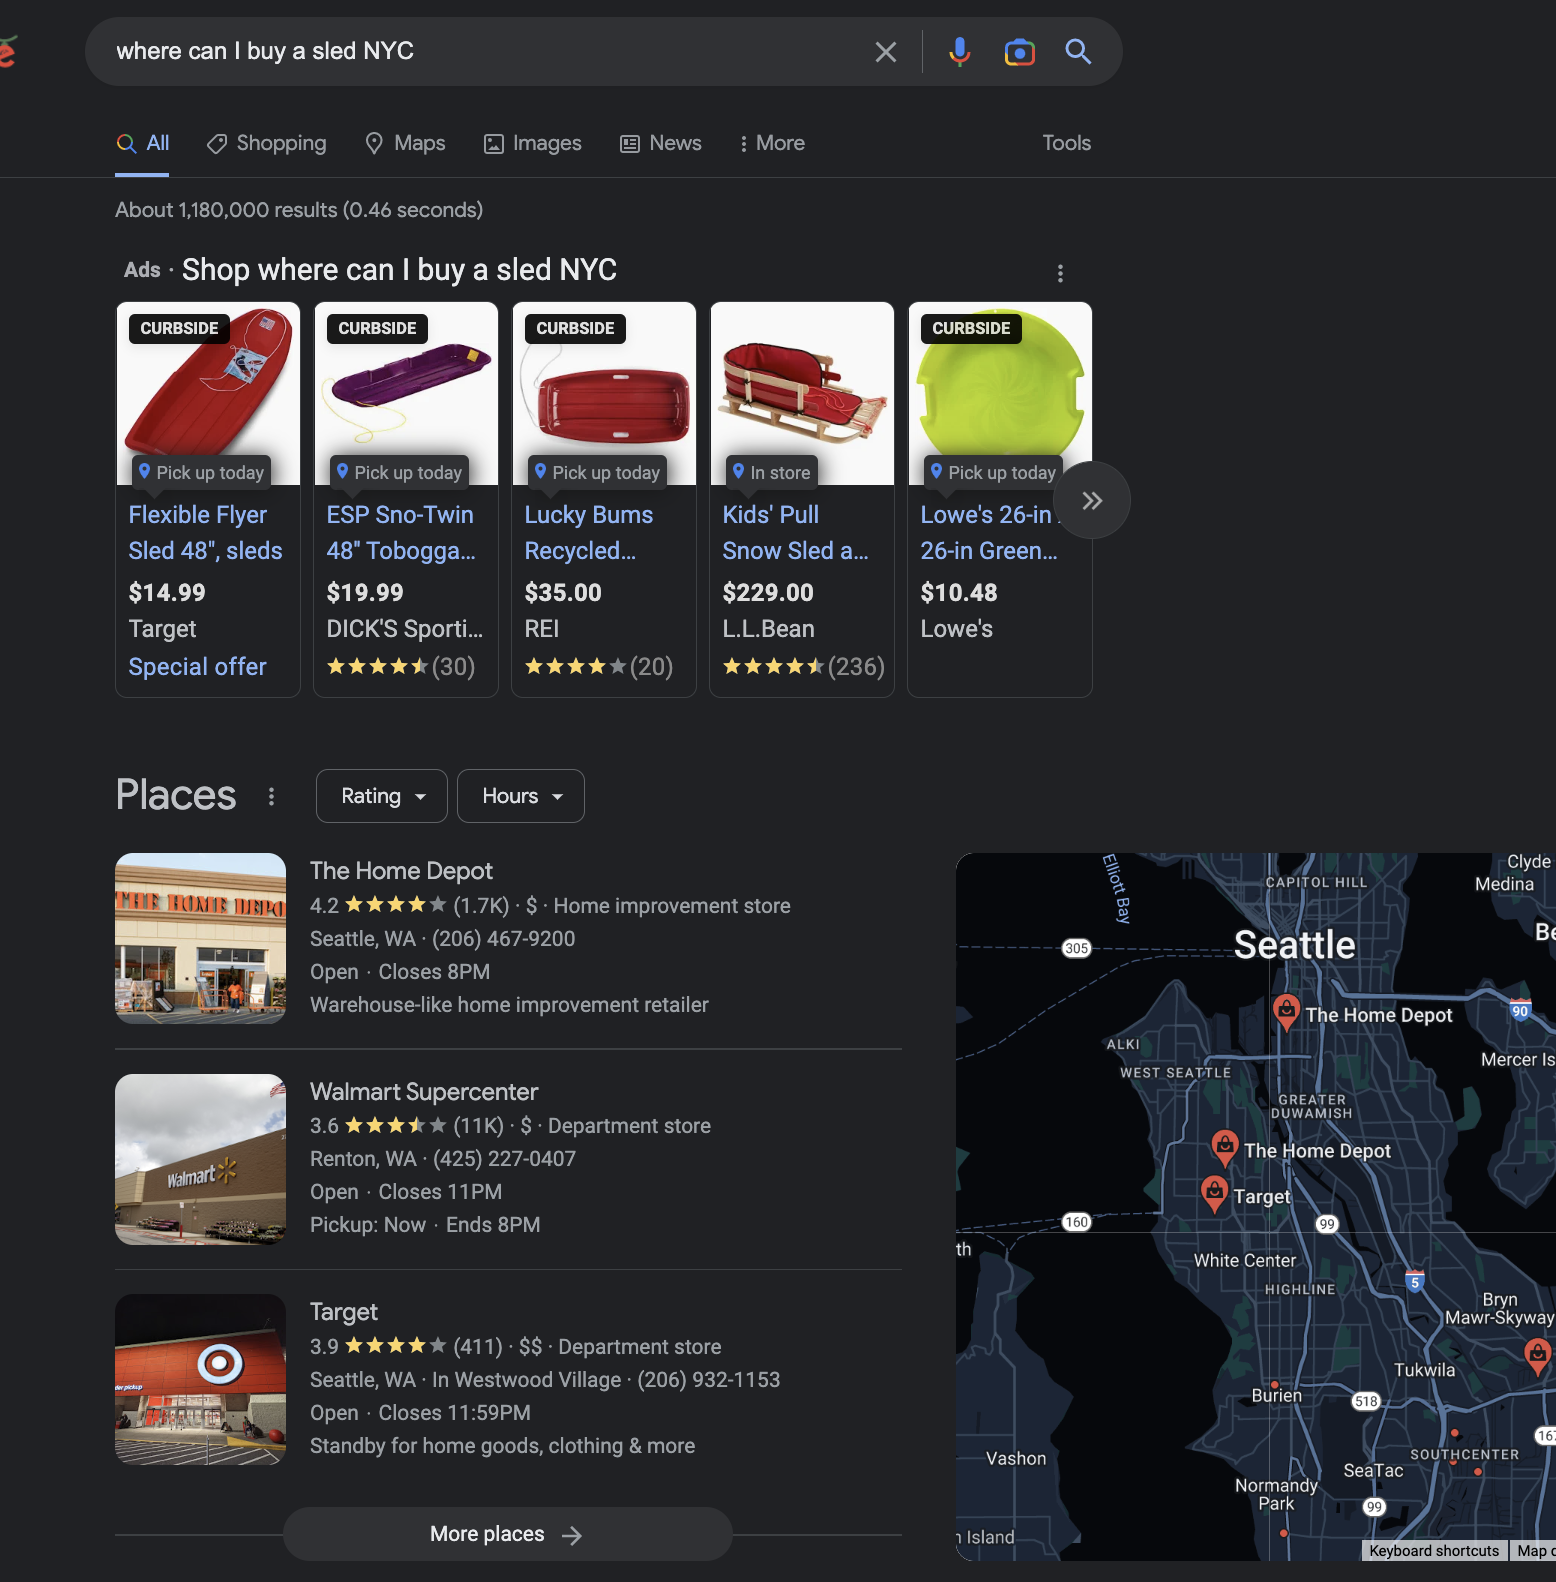 where can I buy a sled NYC
All
Shopping
Maps
Images
News
More
Tools
About 1,180,000 results (0.46 seconds)
Ads · Shop where can I buy a sled NYC
CURBSIDE
Pick up today
Flexible Flyer
Sled 48", sleds
$14.99
Target
Special offer
CURBSIDE
Pick up today
ESP Sno-Twin
48" Tobogga...
$19.99
DICK'S Sporti...
(30)
CURBSIDE
Pick up today
Lucky Bums
Recycled...
$35.00
REI
(20)
In store
Kids' Pull
Snow Sled a...
$229.00
L.L.Bean
(236)
CURBSIDE
Pick up today
Lowe's 26-in
26-in Green...
$10.48
Lowe's
Places
Rating
Hours
THE HOME DEPO
The Home Depot
4.2 (1.7K) · $ · Home improvement store
Seattle, WA · (206) 467-9200
Open · Closes 8PM
Warehouse-like home improvement retailer
Walmart
Walmart Supercenter
3.6 (11K) · $ · Department store
Renton, WA · (425) 227-0407
Open · Closes 11PM
Pickup: Now · Ends 8PM
der pickup
Target
3.9 (411) · $$ · Department store
Seattle, WA · In Westwood Village · (206) 932-1153
Open · Closes 11:59PM
Standby for home goods, clothing & more
More places
Elliott Bay
CAPITOL HILL
Clyde
Medina
Be
305
Seattle
The Home Depot
90
ALKI
WEST SEATTLE
Mercer Is
GREATER
DUWAMISH
The Home Depot
Target
160
99
th
White Center
HIGHLINE
5
Bryn
Mawr-Skyway
Tukwila
Burien
518
167
SOUTHCENTER
Vashon
SeaTac
Normandy
Park
99
n Island
Keyboard shortcuts
Map d